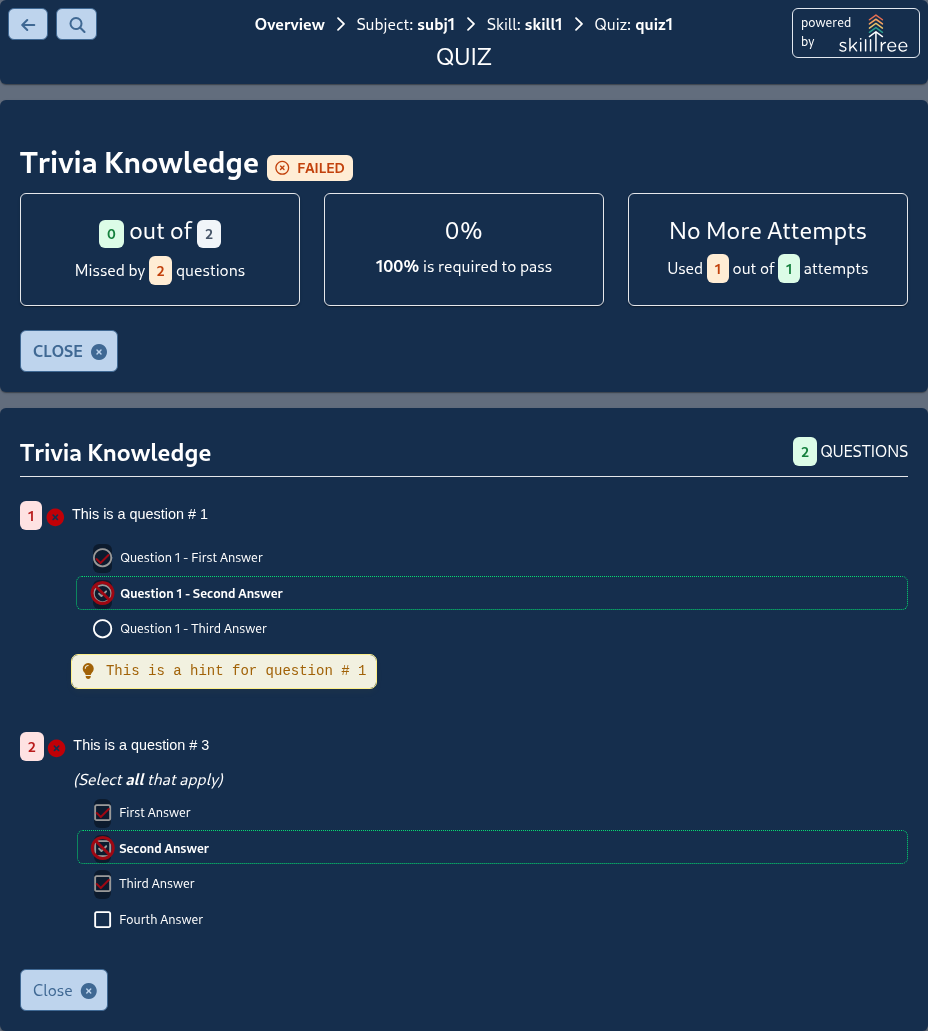 Overview > Subject: subj1 > Skill: skill1 > Quiz: quiz1
QUIZ
powered
by
skilltree
Trivia Knowledge FAILED
0 out of 2
Missed by 2 questions
0%
100% is required to pass
No More Attempts
Used 1 out of 1 attempts
CLOSE
Trivia Knowledge
2 QUESTIONS
1 This is a question # 1
Question 1 - First Answer
Question 1 - Second Answer
Question 1 - Third Answer
This is a hint for question # 1
2 This is a question # 3
(Select all that apply)
First Answer
Second Answer
Third Answer
Fourth Answer
Close